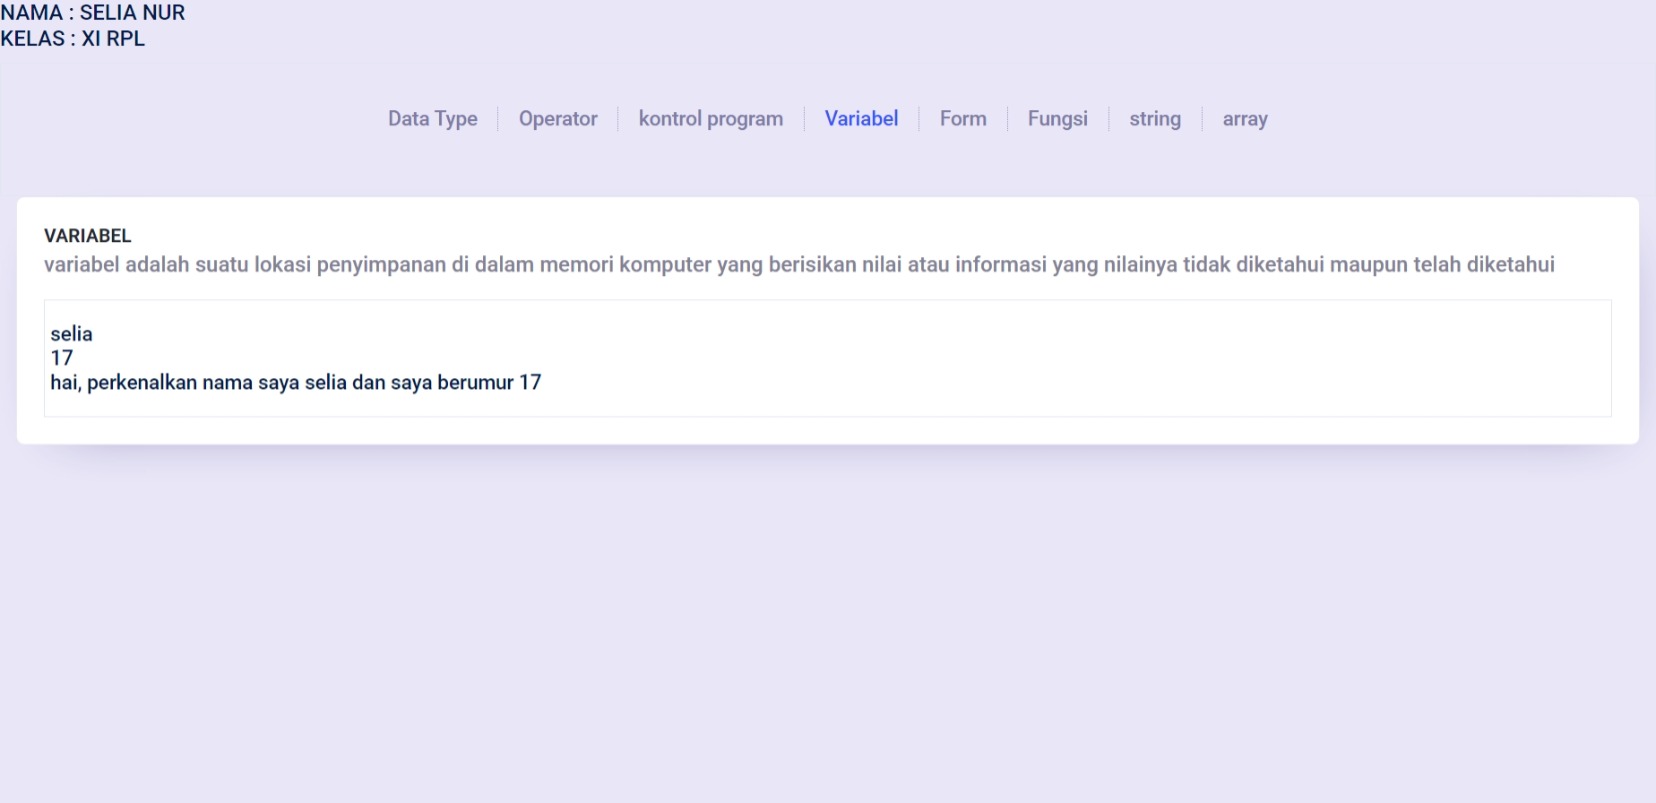 NAMA : SELIA NUR
KELAS : XI RPL
Data Type Operator kontrol program Variabel Form Fungsi string array
VARIABEL
variabel adalah suatu lokasi penyimpanan di dalam memori komputer yang berisikan nilai atau informasi yang nilainya tidak diketahui maupun telah diketahui
selia
17
hai, perkenalkan nama saya selia dan saya berumur 17